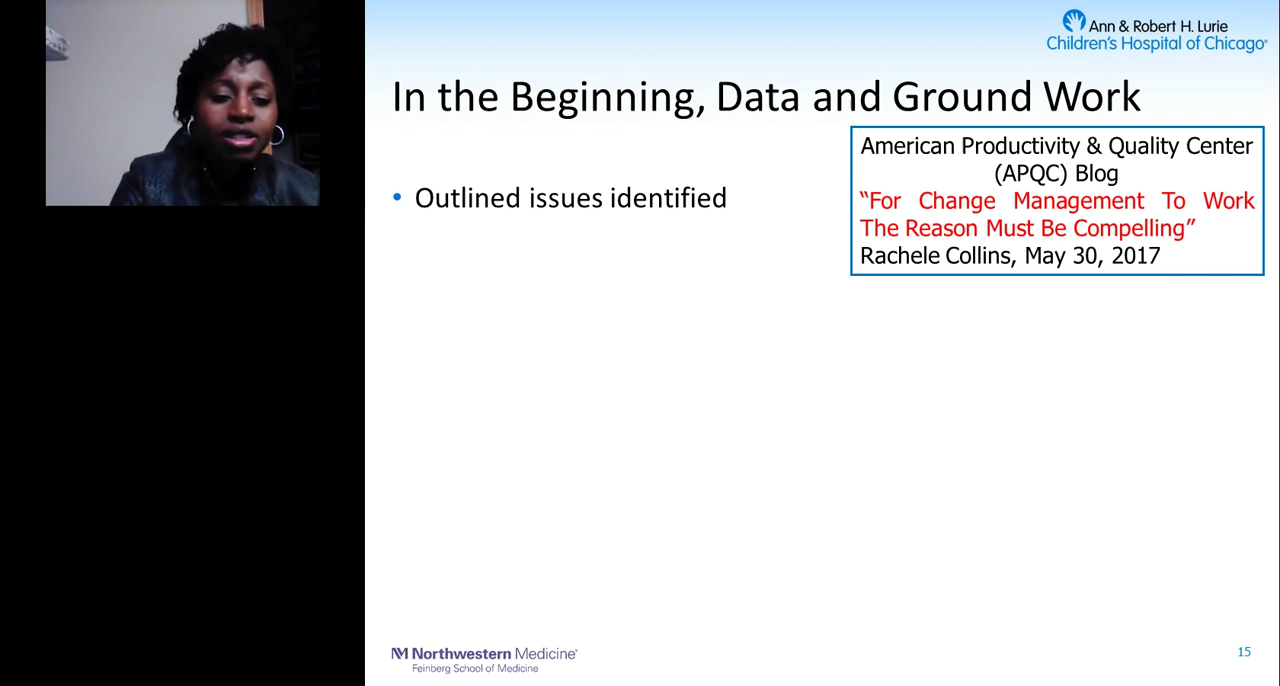 Ann & Robert H. Lurie
Children's Hospital of Chicago®
In the Beginning, Data and Ground Work
American Productivity & Quality Center
(APQC) Blog
“For Change Management To Work
The Reason Must Be Compelling”
Rachele Collins, May 30, 2017
• Outlined issues identified
M Northwestern Medicine®
Feinberg School of Medicine
15